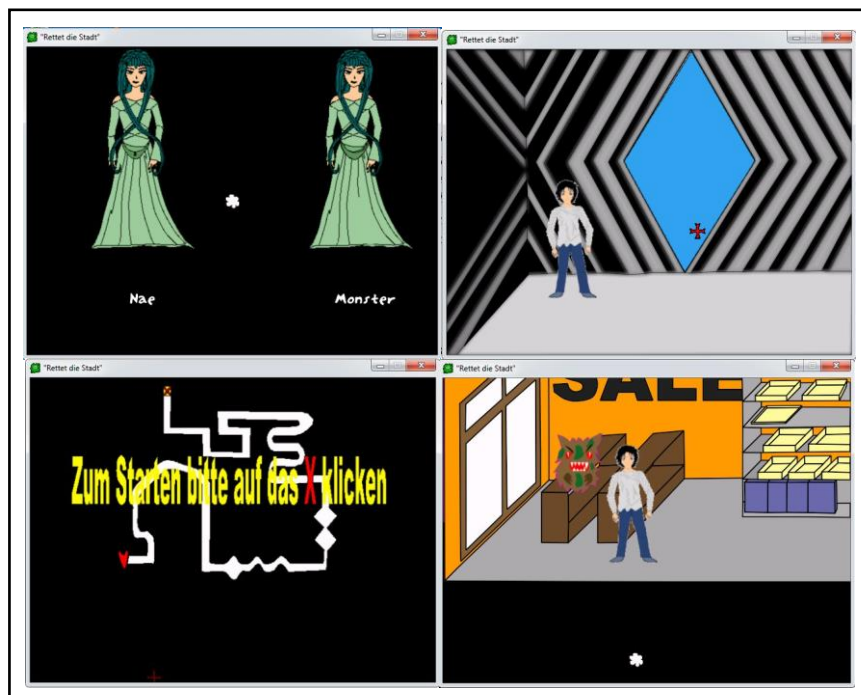 "Rettet die Stadt"
Nae
Monster
"Rettet die Stadt"
"Rettet die Stadt"
Zum Starten bitte auf das X klicken
"Rettet die Stadt"
SALE